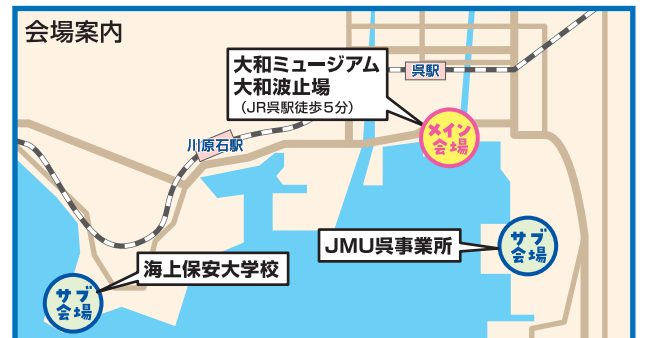 会場案内
大和ミュージアム
大和波止場
（JR呉駅徒歩5分）
呉駅
メイン
会場
川原石駅
JMU呉事業所
サブ
会場
海上保安大学校
サブ
会場